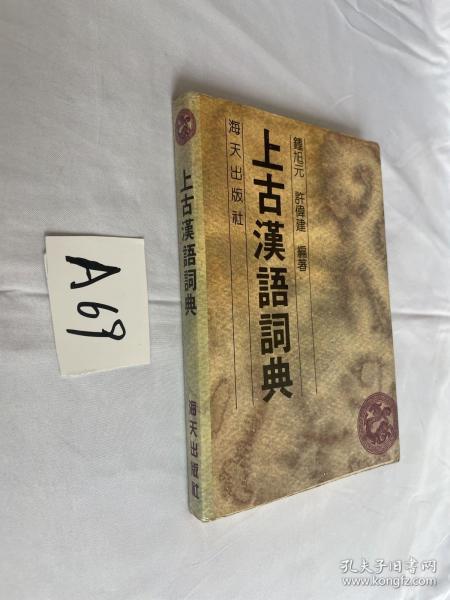 A69
上古漢語詞典
海天出版社
鍾旭元 許偉建 編著
上古漢語詞典
海天出版社
孔夫子旧书网
www.kongfz.com